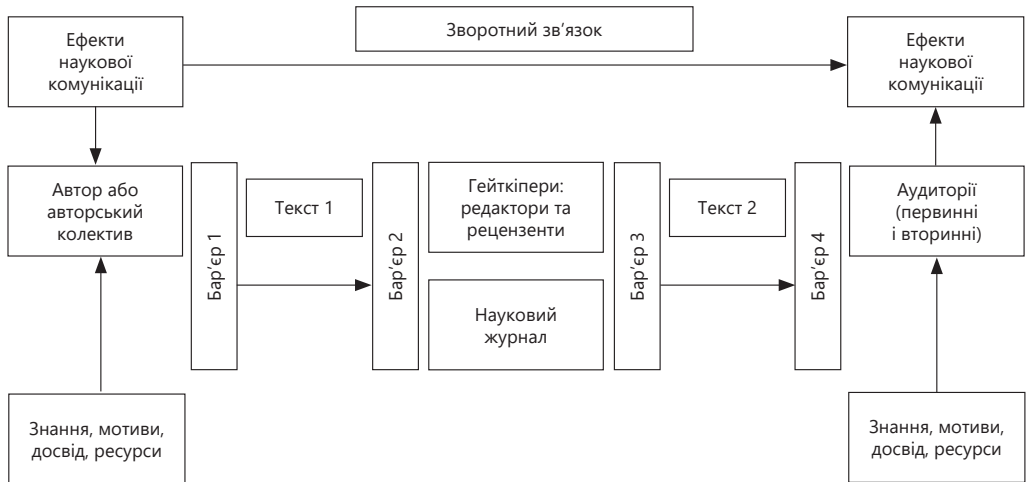 Ефекти
наукової
комунікації
Зворотний зв’язок
Ефекти
наукової
комунікації
Автор або
авторський
колектив
Бар’єр 1
Текст 1
Бар’єр 2
Гейткіпери:
редактори та
рецензенти
Науковий
журнал
Бар’єр 3
Текст 2
Бар’єр 4
Аудиторії
(первинні
і вторинні)
Знання, мотиви,
досвід, ресурси
Знання, мотиви,
досвід, ресурси